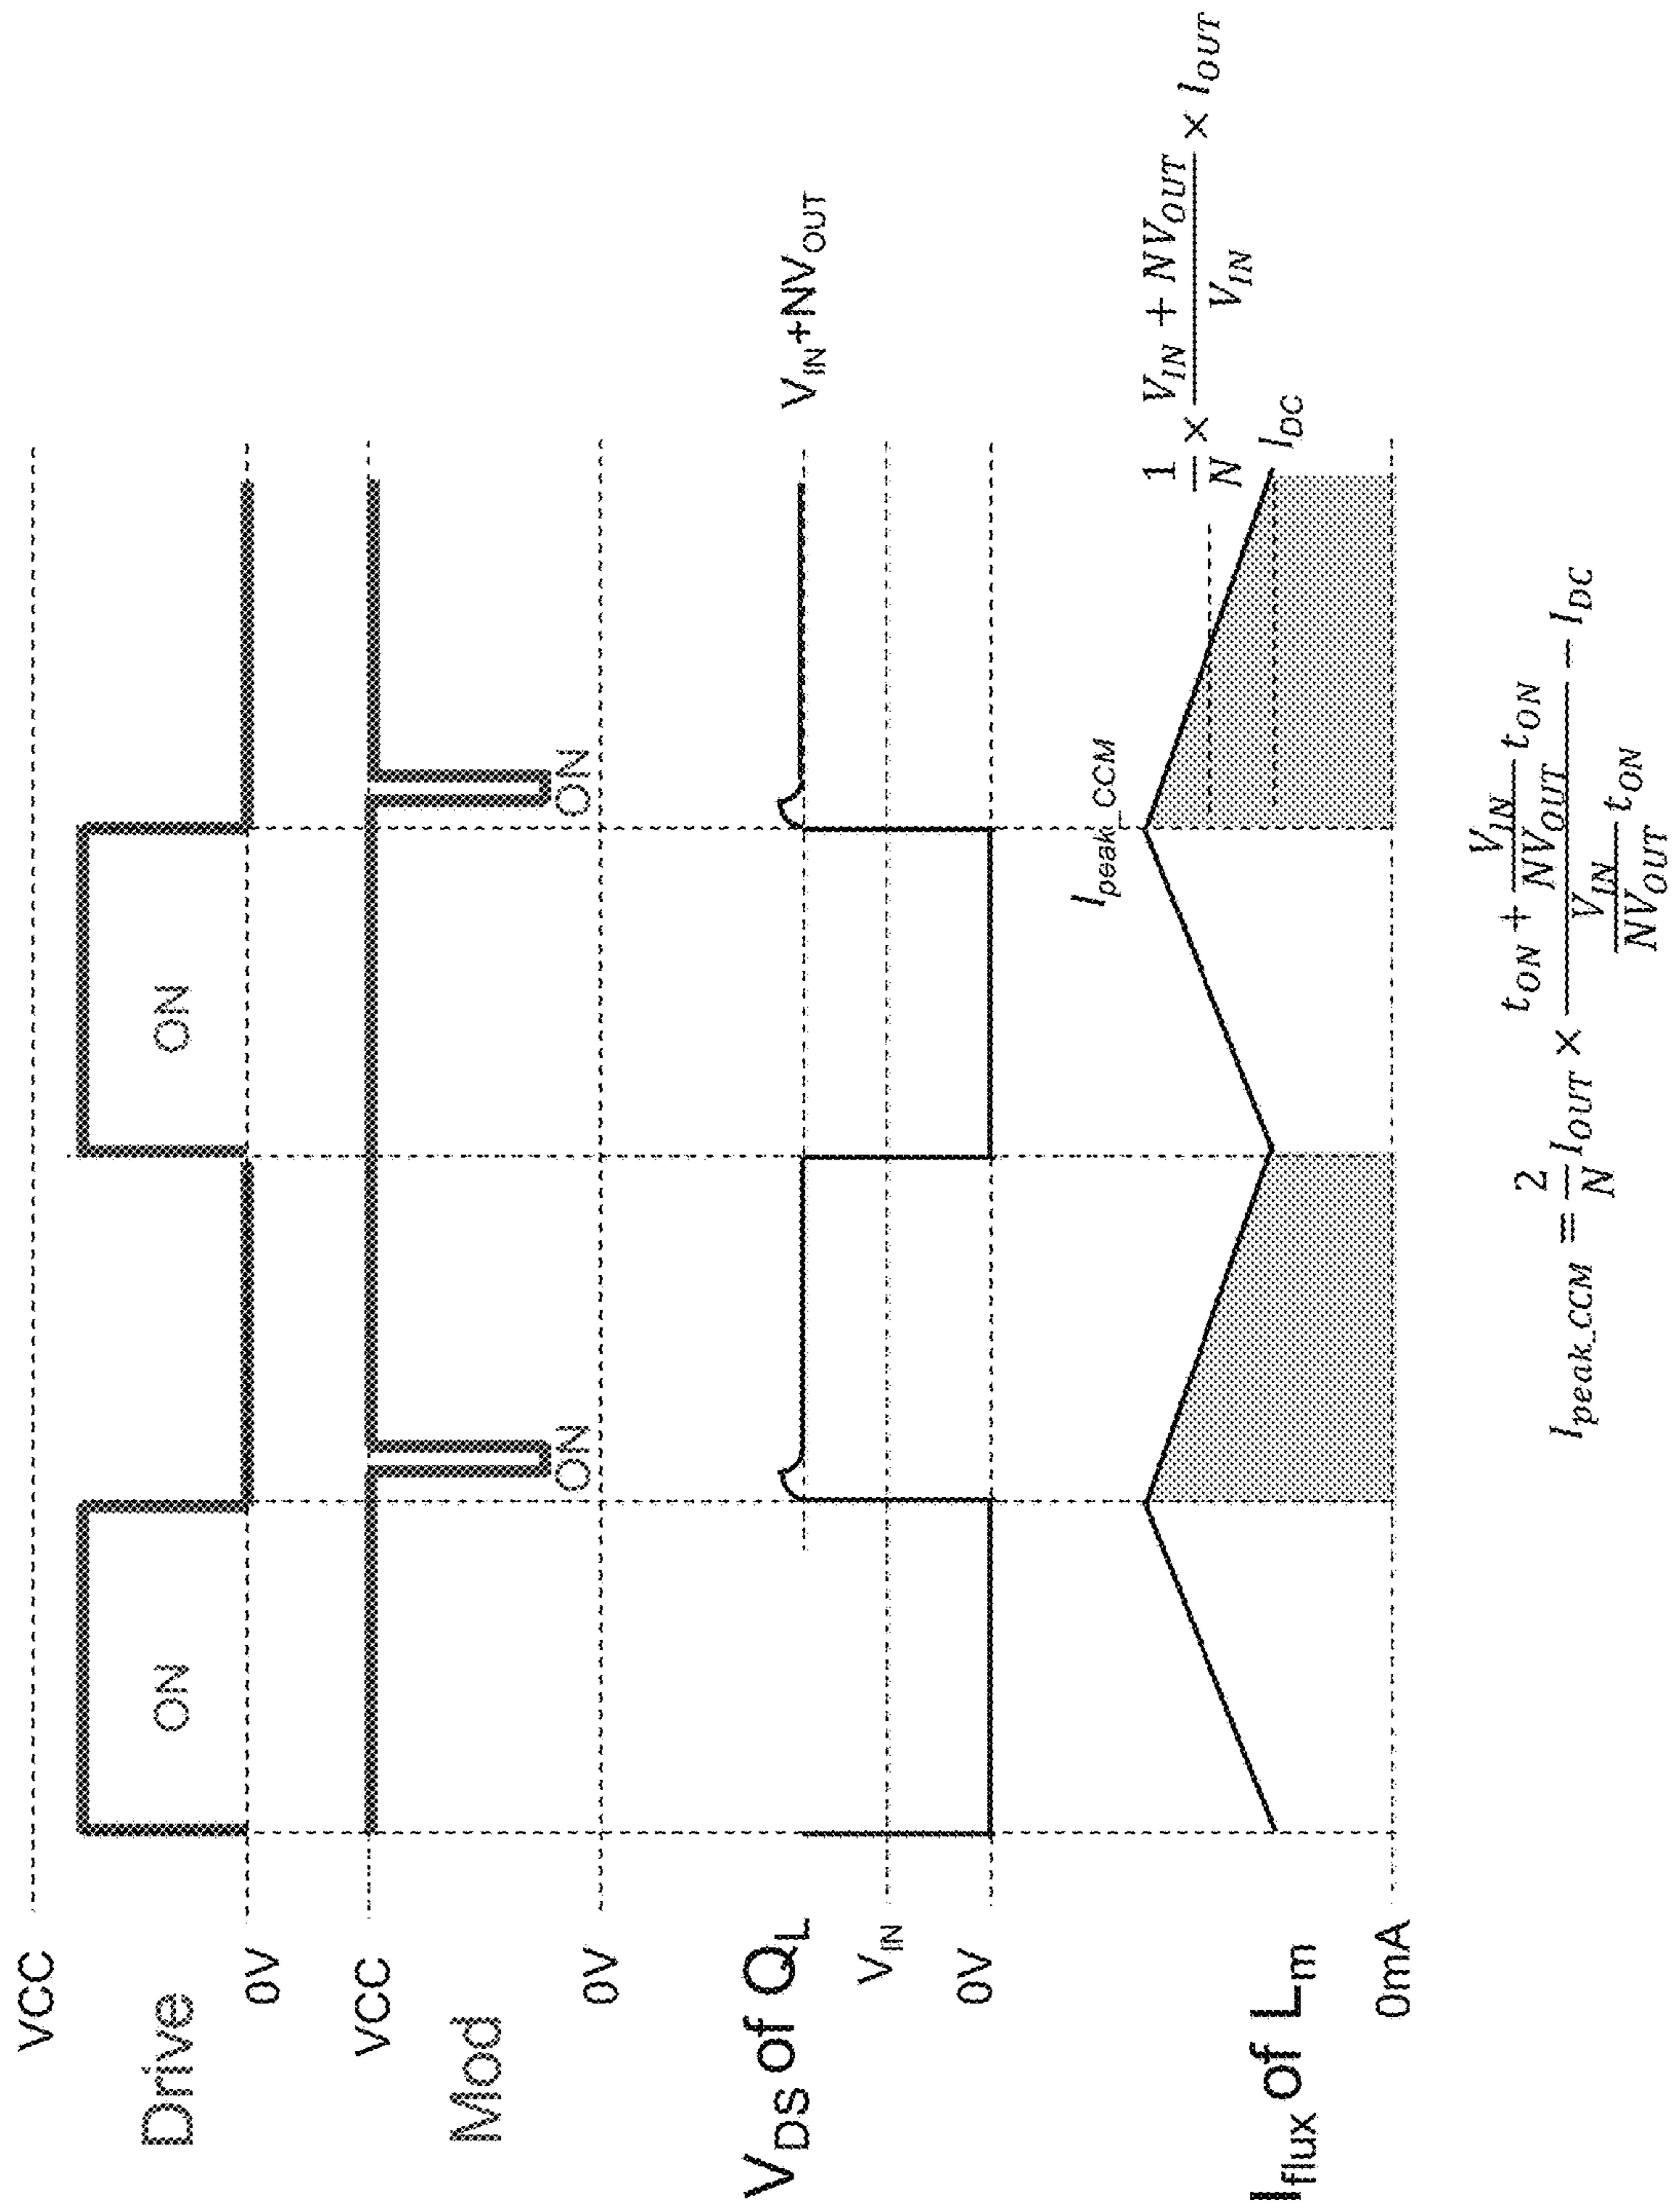 VCC
Drive
ON
ON
0V
VCC
Mod
ON
ON
0V
V_DS of Q_L
V_IN+NV_OUT
V_IN
0V
I_peak_CCM
1/N × (V_IN + NV_OUT)/V_IN × I_OUT
I_flux of L_m
I_DC
0mA
I_peak_CCM = 2/N I_OUT × (t_ON + V_IN/NV_OUT t_ON)/(V_IN/NV_OUT t_ON) − I_DC